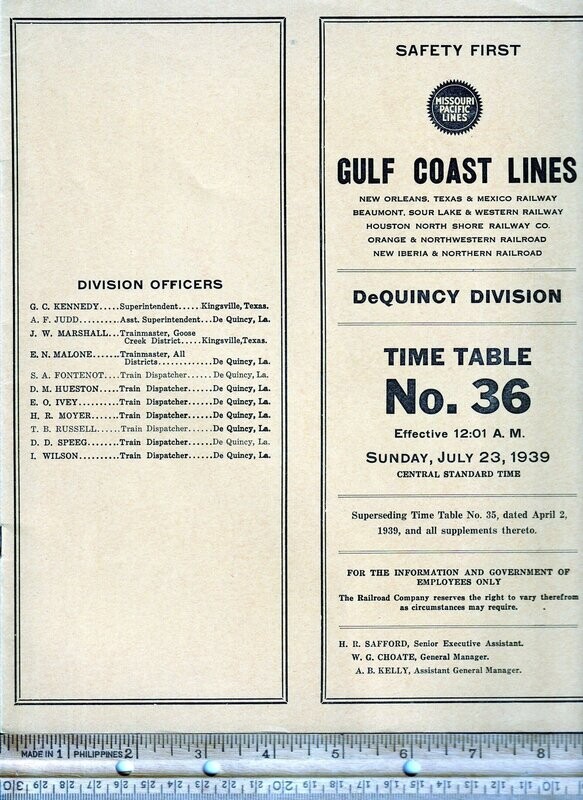 DIVISION OFFICERS
G. C. KENNEDY.....Superintendent.....Kingsville, Texas.
A. F. JUDD..........Asst. Superintendent...De Quincy, La.
J. W. MARSHALL...Trainmaster, Goose
Creek District.....Kingsville, Texas.
E. N. MALONE......Trainmaster, All
Districts.............De Quincy, La.
S. A. FONTENOT...Train Dispatcher......De Quincy, La.
D. M. HUESTON....Train Dispatcher......De Quincy, La.
E. O. IVEY...........Train Dispatcher......De Quincy, La.
H. R. MOYER.......Train Dispatcher......De Quincy, La.
T. B. RUSSELL.....Train Dispatcher......De Quincy, La.
D. D. SPEEG........Train Dispatcher......De Quincy, La.
I. WILSON..........Train Dispatcher......De Quincy, La.
SAFETY FIRST
MISSOURI
PACIFIC
LINES
GULF COAST LINES
NEW ORLEANS, TEXAS & MEXICO RAILWAY
BEAUMONT, SOUR LAKE & WESTERN RAILWAY
HOUSTON NORTH SHORE RAILWAY CO.
ORANGE & NORTHWESTERN RAILROAD
NEW IBERIA & NORTHERN RAILROAD
DeQUINCY DIVISION
TIME TABLE
No. 36
Effective 12:01 A. M.
SUNDAY, JULY 23, 1939
CENTRAL STANDARD TIME
Superseding Time Table No. 35, dated April 2,
1939, and all supplements thereto.
FOR THE INFORMATION AND GOVERNMENT OF
EMPLOYEES ONLY
The Railroad Company reserves the right to vary therefrom
as circumstances may require.
H. R. SAFFORD, Senior Executive Assistant.
W. G. CHOATE, General Manager.
A. B. KELLY, Assistant General Manager.
MADE IN 1 PHILIPPINES 2 3 4 5 6 7 8